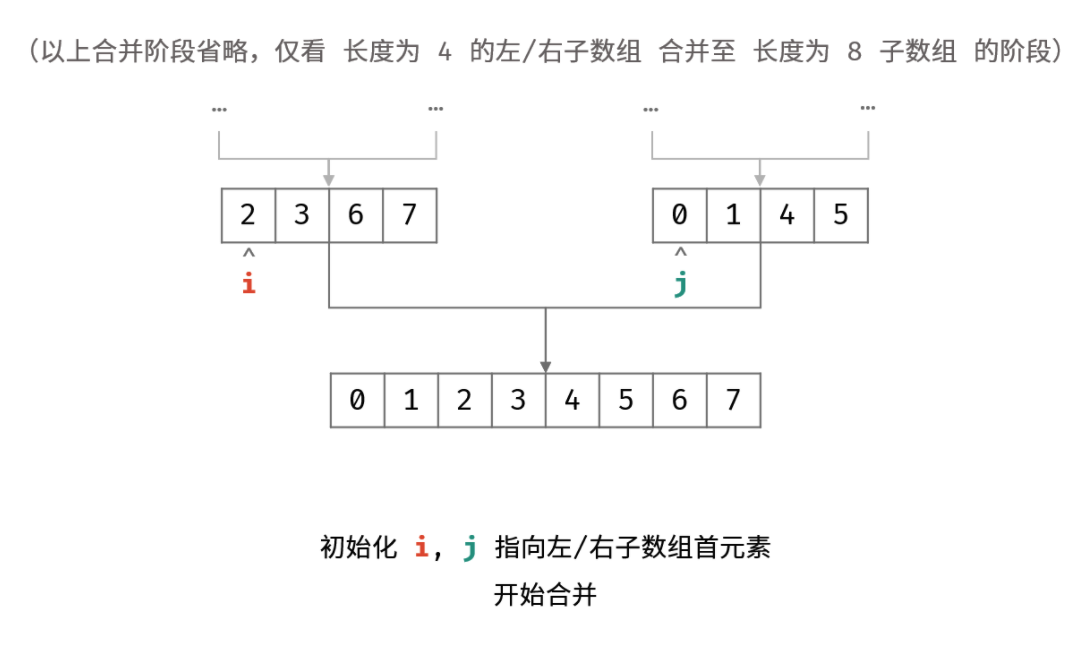 （以上合并阶段省略，仅看 长度为 4 的左/右子数组 合并至 长度为 8 子数组 的阶段）
… … … …
2 3 6 7 0 1 4 5
^ ^
i j
0 1 2 3 4 5 6 7
初始化 i, j 指向左/右子数组首元素
开始合并